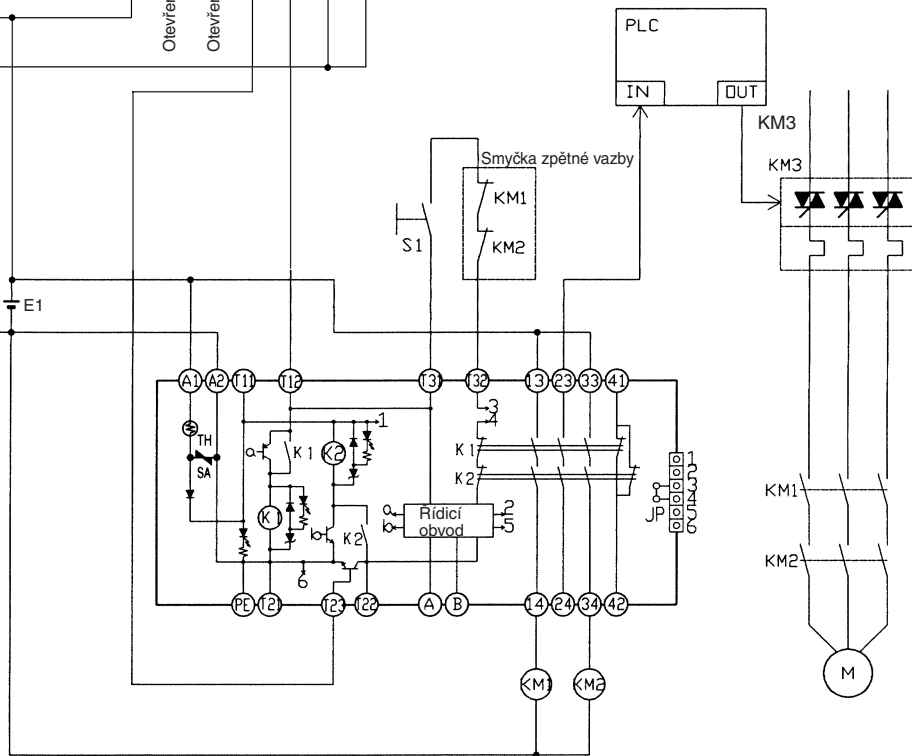 Otevřen
Otevřen
PLC
IN
OUT
KM3
KM3
Smyčka zpětné vazby
KM1
S1
KM2
E1
A1
A2
T11
T12
T31
T32
13
23
33
41
3
4
1
TH
a
K1
K2
K1
SA
K2
1
2
3
4
5
6
JP
KM1
a
b
Řídicí
obvod
2
5
K1
b
K2
6
KM2
PE
T21
T23
T22
A
B
14
24
34
42
M
KM1
KM2